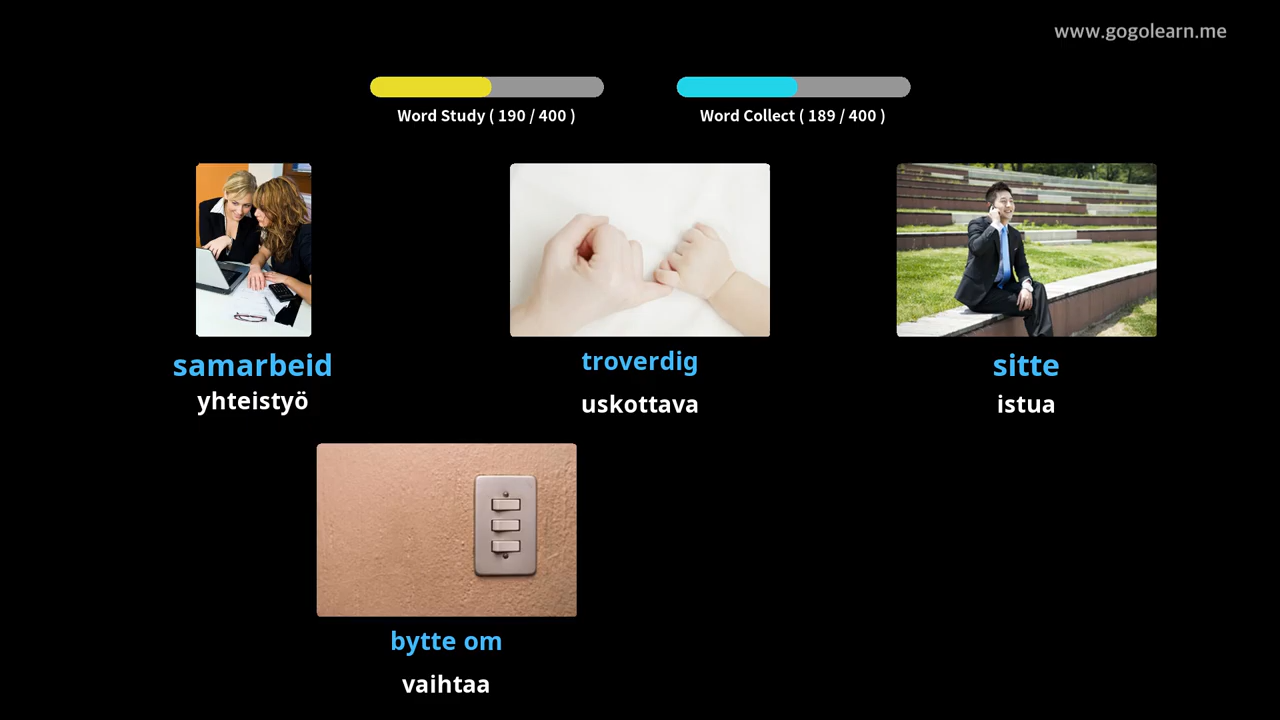 www.gogolearn.me
Word Study ( 190 / 400 )
Word Collect ( 189 / 400 )
samarbeid
yhteistyö
troverdig
uskottava
sitte
istua
bytte om
vaihtaa